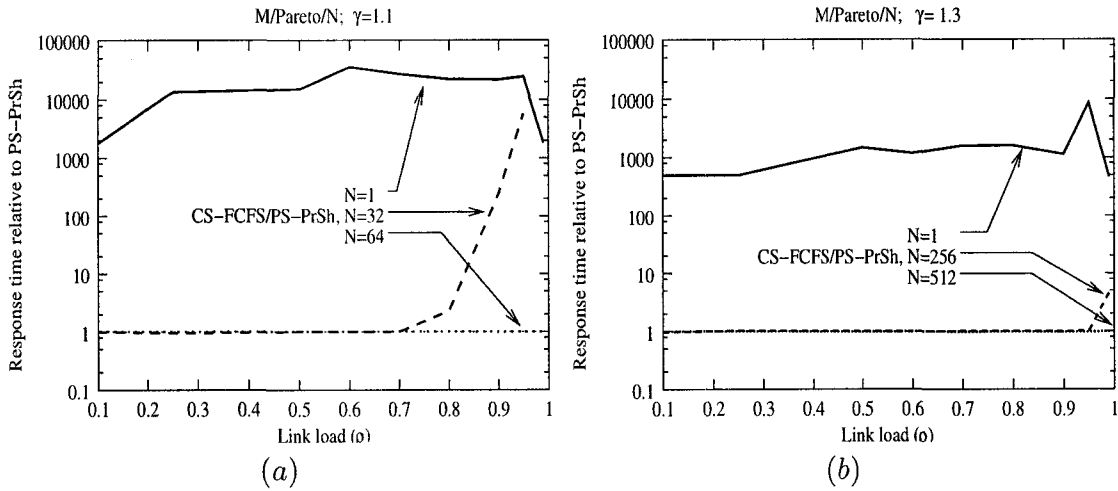 M/Pareto/N; γ=1.1
Response time relative to PS−PrSh
100000
10000
1000
100
10
1
0.1
N=1
CS−FCFS/PS−PrSh, N=32
N=64
0.1 0.2 0.3 0.4 0.5 0.6 0.7 0.8 0.9 1
Link load (ρ)
(a)
M/Pareto/N; γ= 1.3
Response time relative to PS−PrSh
100000
10000
1000
100
10
1
0.1
N=1
CS−FCFS/PS−PrSh, N=256
N=512
0.1 0.2 0.3 0.4 0.5 0.6 0.7 0.8 0.9 1
Link load (ρ)
(b)